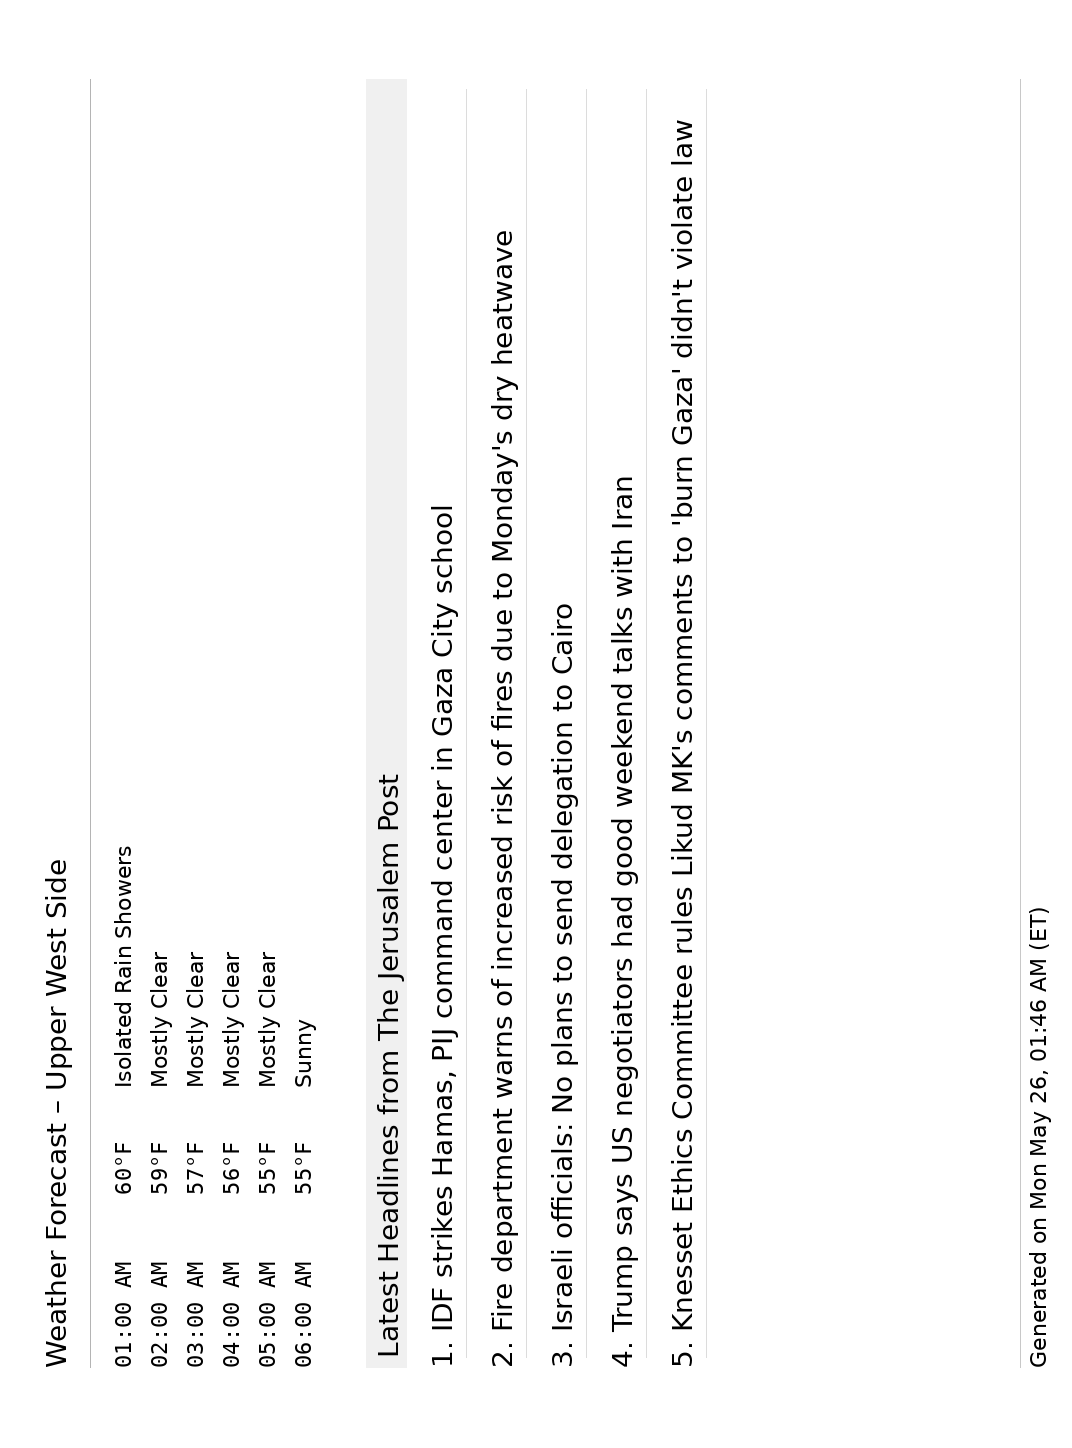 Weather Forecast – Upper West Side
01:00 AM 60°F Isolated Rain Showers
02:00 AM 59°F Mostly Clear
03:00 AM 57°F Mostly Clear
04:00 AM 56°F Mostly Clear
05:00 AM 55°F Mostly Clear
06:00 AM 55°F Sunny
Latest Headlines from The Jerusalem Post
1. IDF strikes Hamas, PIJ command center in Gaza City school
2. Fire department warns of increased risk of fires due to Monday's dry heatwave
3. Israeli officials: No plans to send delegation to Cairo
4. Trump says US negotiators had good weekend talks with Iran
5. Knesset Ethics Committee rules Likud MK's comments to 'burn Gaza' didn't violate law
Generated on Mon May 26, 01:46 AM (ET)